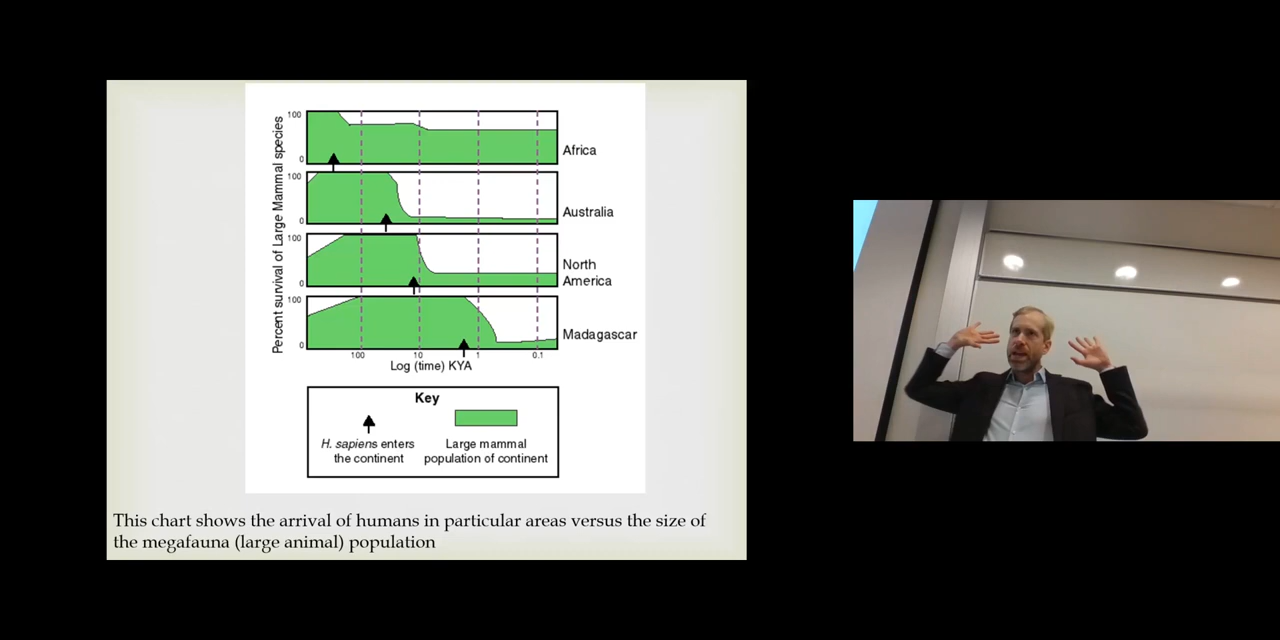 Percent survival of Large Mammal species
100
0
Africa
100
0
Australia
100
0
North
America
100
0
Madagascar
100
10
1
0.1
Log (time) KYA
Key
H. sapiens enters
the continent
Large mammal
population of continent
This chart shows the arrival of humans in particular areas versus the size of
the megafauna (large animal) population